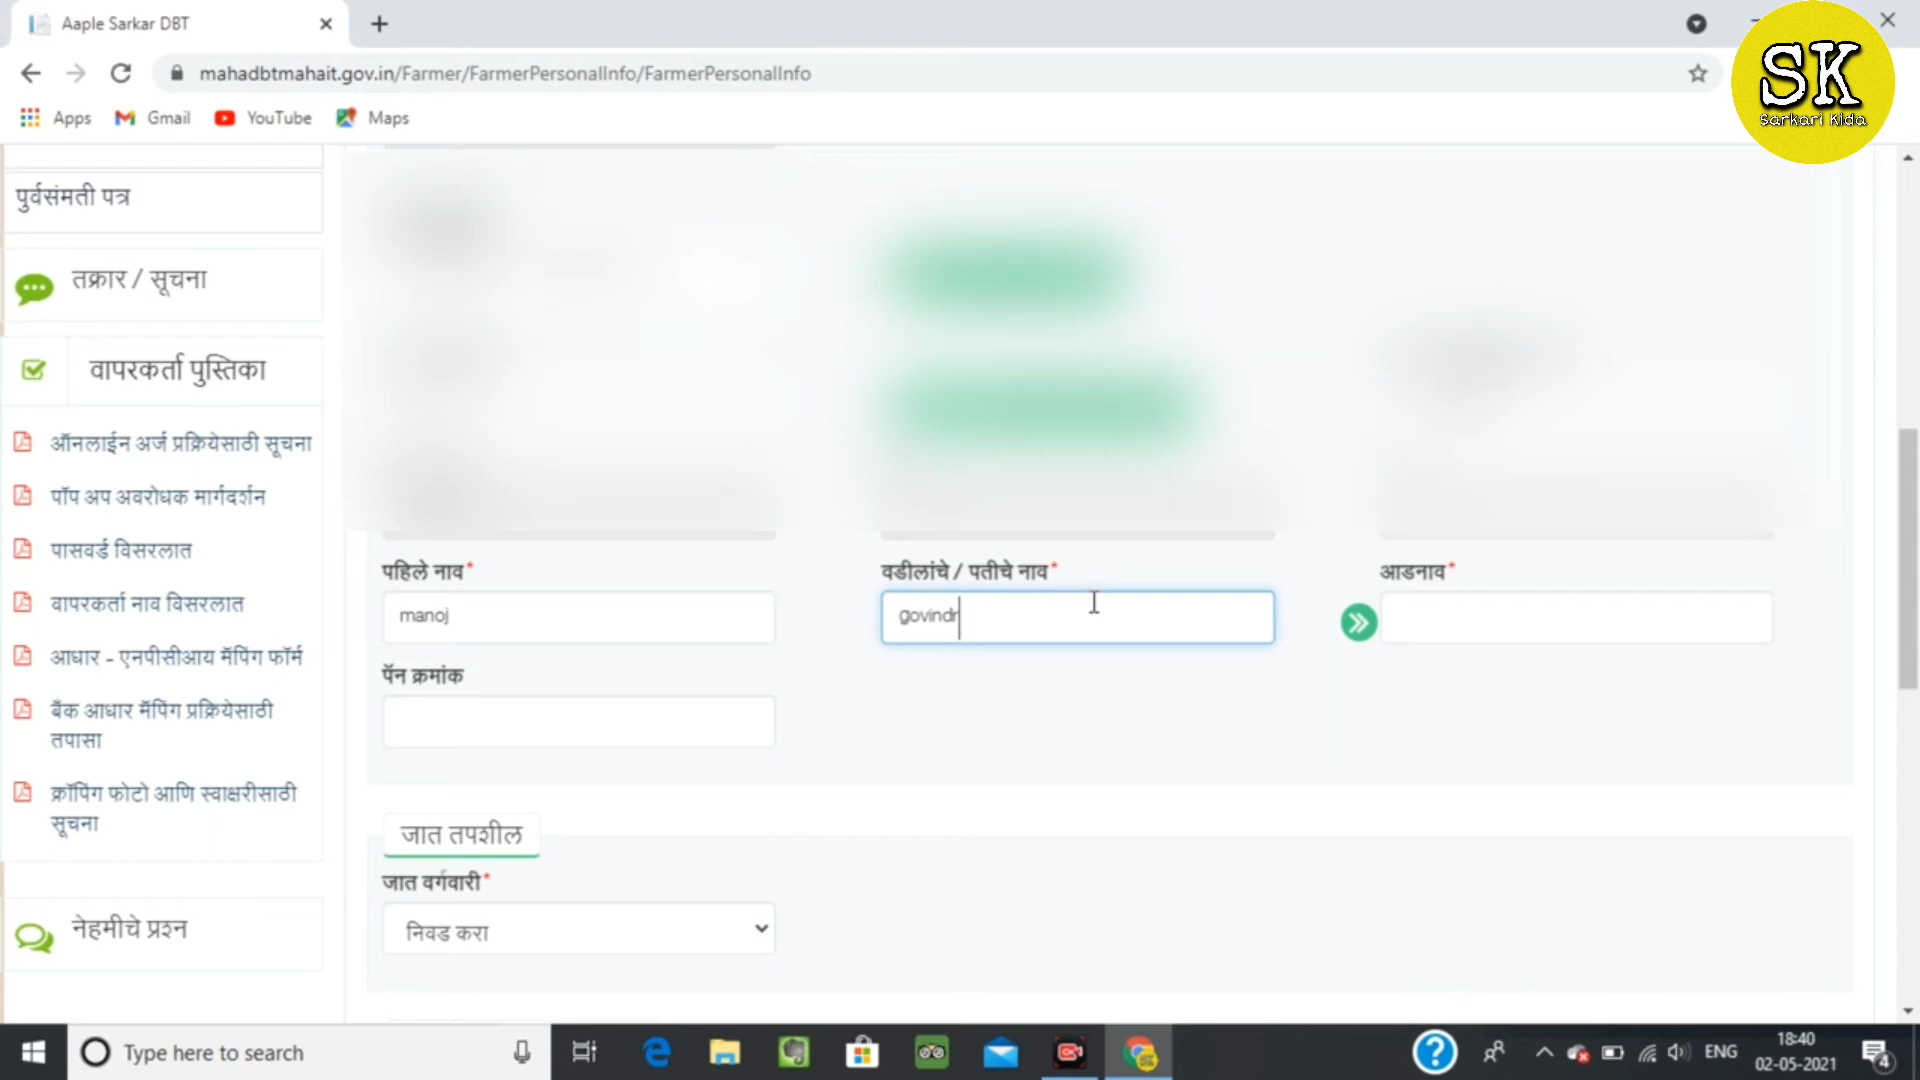 Aaple Sarkar DBT
mahadbtmahait.gov.in/Farmer/FarmerPersonalInfo/FarmerPersonalInfo
Apps
Gmail
YouTube
Maps
SK
Sarkari Kida
पुर्वसंमती पत्र
तक्रार / सूचना
वापरकर्ता पुस्तिका
ऑनलाईन अर्ज प्रक्रियेसाठी सूचना
पॉप अप अवरोधक मार्गदर्शन
पासवर्ड विसरलात
वापरकर्ता नाव विसरलात
आधार - एनपीसीआय मॅपिंग फॉर्म
बँक आधार मॅपिंग प्रक्रियेसाठी
तपासा
क्रॉपिंग फोटो आणि स्वाक्षरीसाठी
सूचना
नेहमीचे प्रश्न
पहिले नाव*
manoj
वडीलांचे / पतीचे नाव*
govindr
आडनाव*
पॅन क्रमांक
जात तपशील
जात वर्गवारी*
निवड करा
Type here to search
ENG
18:40
02-05-2021
4